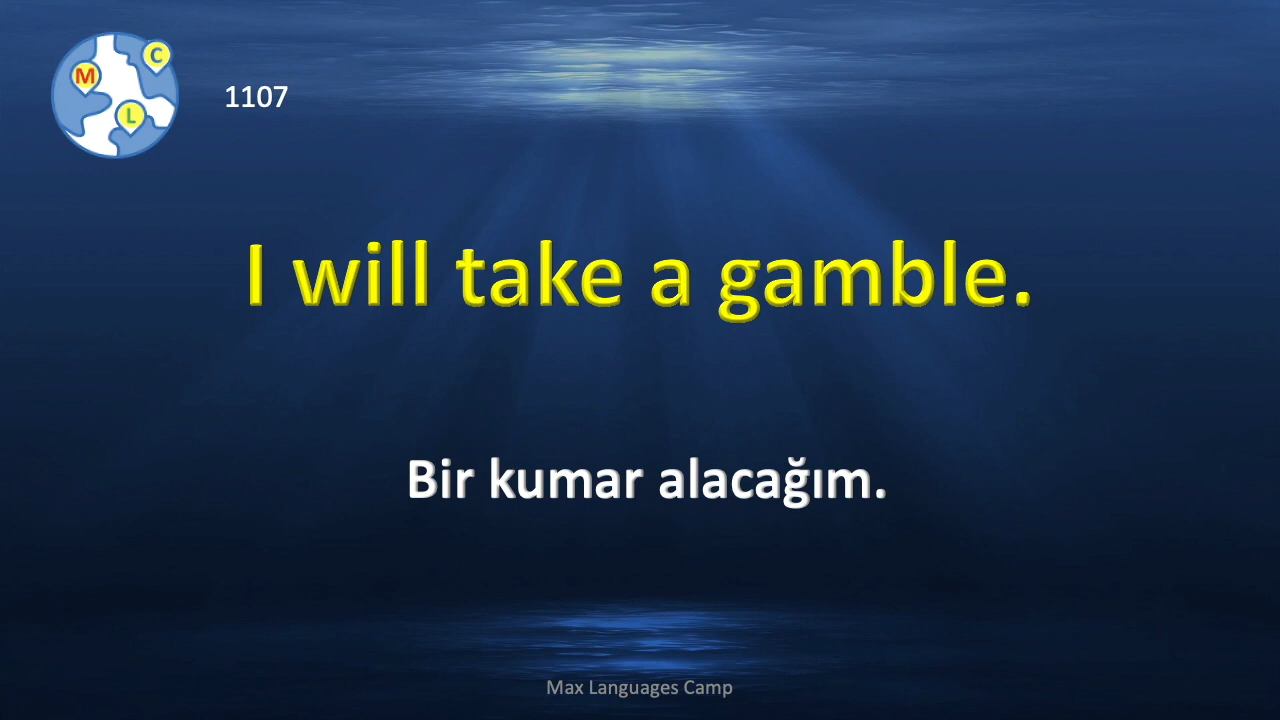 C
M
L
1107
I will take a gamble.
Bir kumar alacağım.
Max Languages Camp